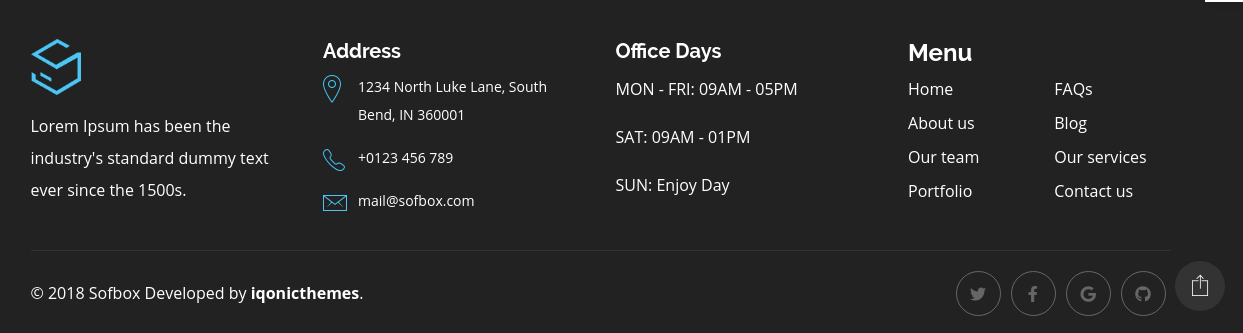 Lorem Ipsum has been the
industry's standard dummy text
ever since the 1500s.
Address
1234 North Luke Lane, South
Bend, IN 360001
+0123 456 789
mail@sofbox.com
Office Days
MON - FRI: 09AM - 05PM
SAT: 09AM - 01PM
SUN: Enjoy Day
Menu
Home
About us
Our team
Portfolio
FAQs
Blog
Our services
Contact us
© 2018 Sofbox Developed by iqonicthemes.